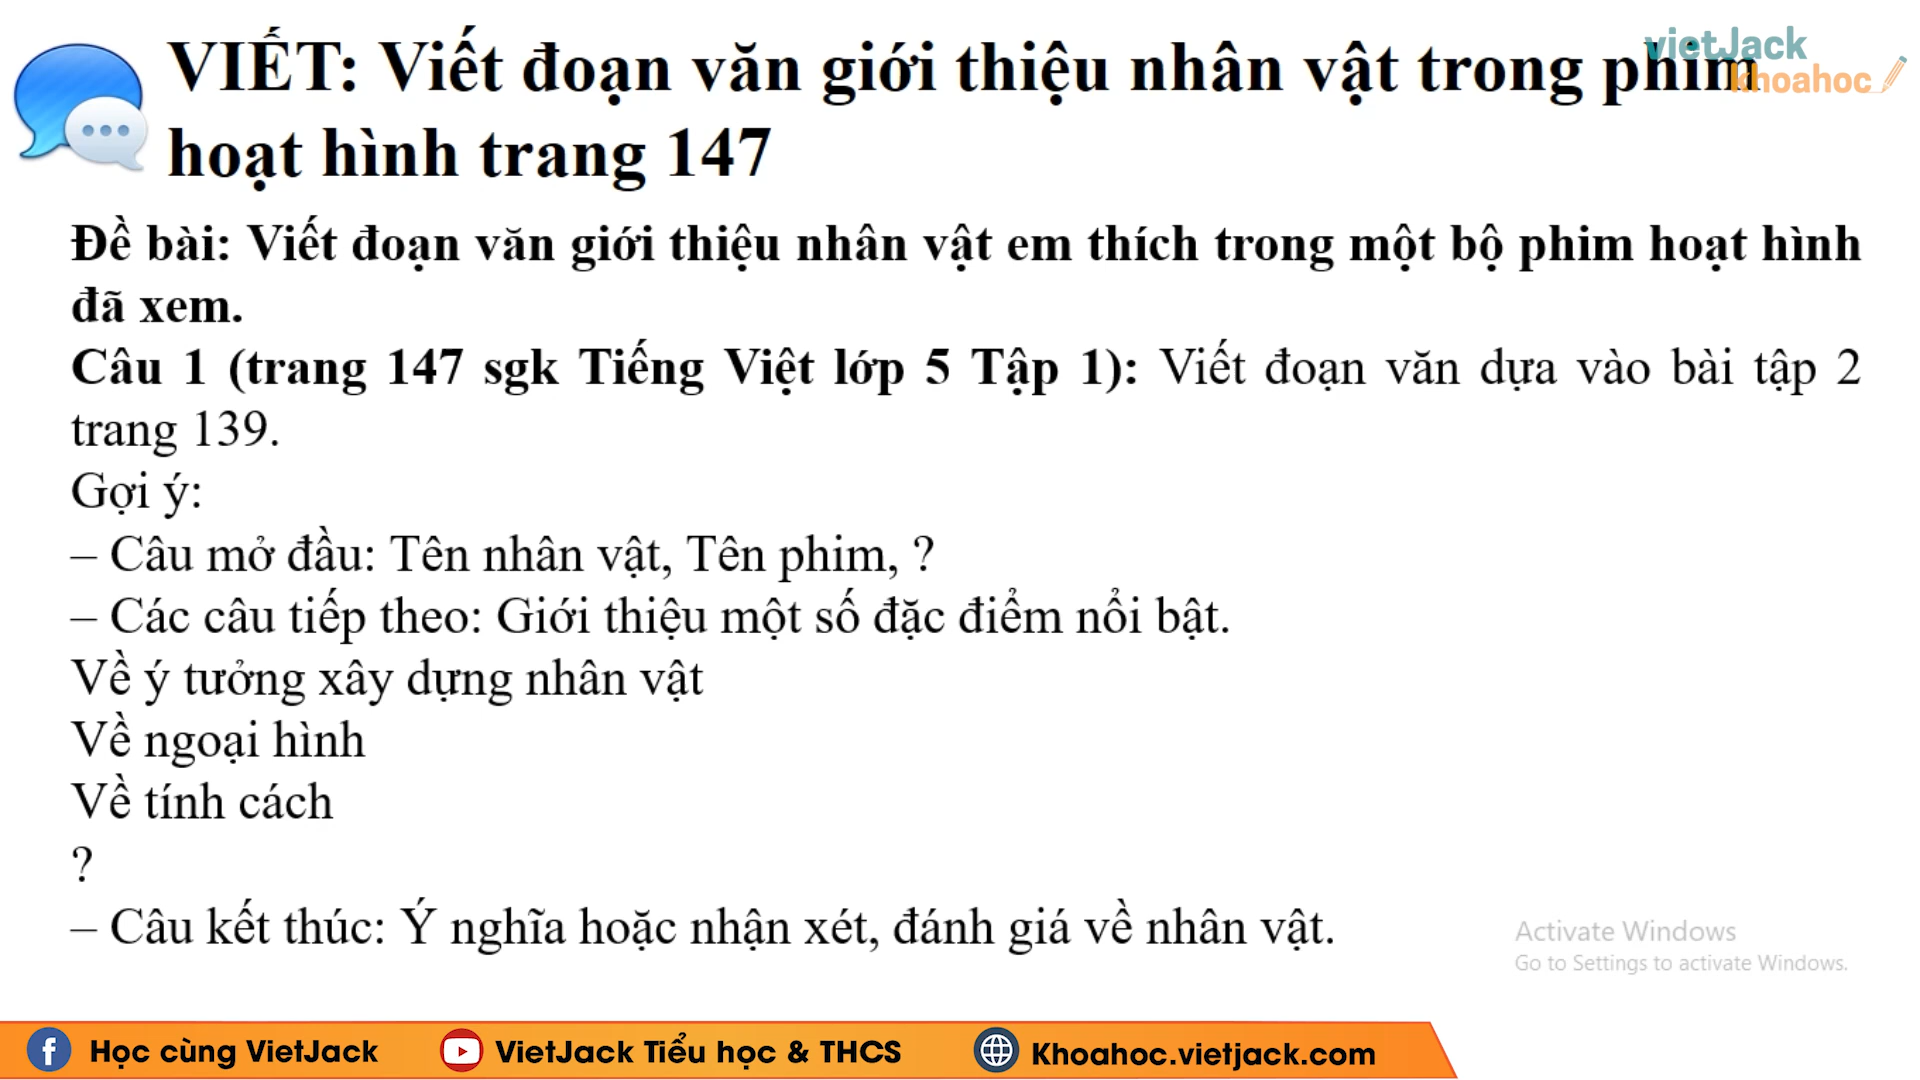 VIẾT: Viết đoạn văn giới thiệu nhân vật trong phim
hoạt hình trang 147
vietJack
khoahoc
Đề bài: Viết đoạn văn giới thiệu nhân vật em thích trong một bộ phim hoạt hình
đã xem.
Câu 1 (trang 147 sgk Tiếng Việt lớp 5 Tập 1): Viết đoạn văn dựa vào bài tập 2
trang 139.
Gợi ý:
– Câu mở đầu: Tên nhân vật, Tên phim, ?
– Các câu tiếp theo: Giới thiệu một số đặc điểm nổi bật.
Về ý tưởng xây dựng nhân vật
Về ngoại hình
Về tính cách
?
– Câu kết thúc: Ý nghĩa hoặc nhận xét, đánh giá về nhân vật.
Activate Windows
Go to Settings to activate Windows.
Học cùng VietJack
VietJack Tiểu học & THCS
Khoahoc.vietjack.com